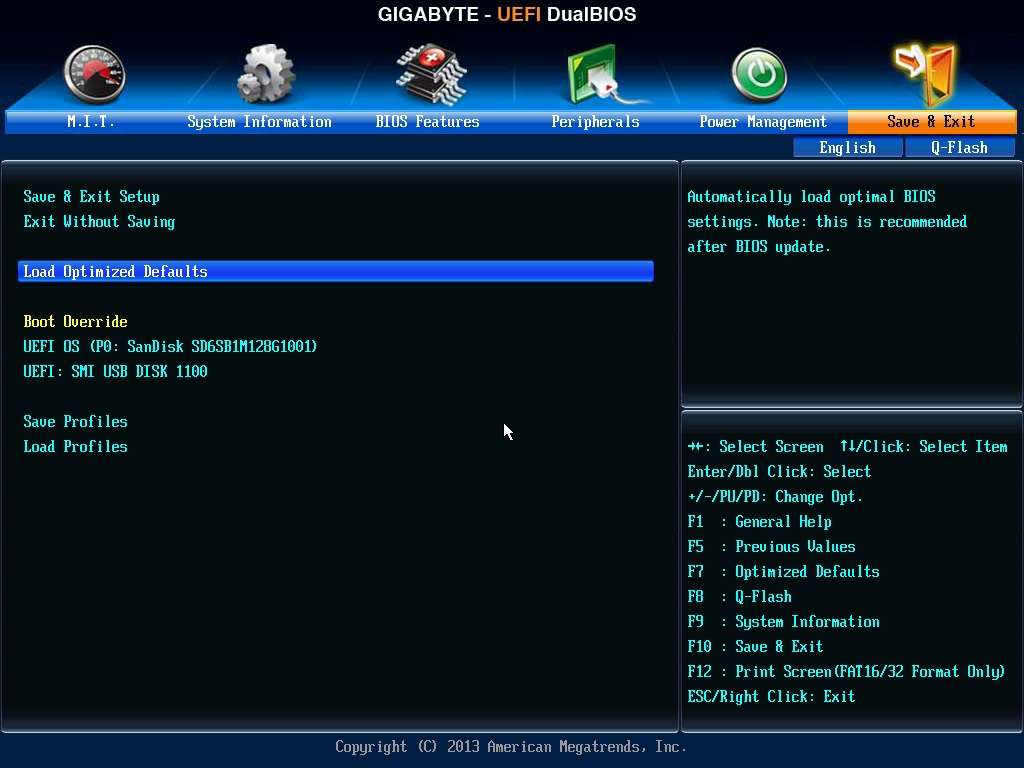 GIGABYTE - UEFI DualBIOS
M.I.T. System Information BIOS Features Peripherals Power Management Save & Exit
English Q-Flash
Save & Exit Setup
Exit Without Saving
Load Optimized Defaults
Boot Override
UEFI OS (P0: SanDisk SD6SB1M128G1001)
UEFI: SMI USB DISK 1100
Save Profiles
Load Profiles
Automatically load optimal BIOS
settings. Note: this is recommended
after BIOS update.
→←: Select Screen ↑↓/Click: Select Item
Enter/Dbl Click: Select
+/-/PU/PD: Change Opt.
F1 : General Help
F5 : Previous Values
F7 : Optimized Defaults
F8 : Q-Flash
F9 : System Information
F10 : Save & Exit
F12 : Print Screen(FAT16/32 Format Only)
ESC/Right Click: Exit
Copyright (C) 2013 American Megatrends, Inc.